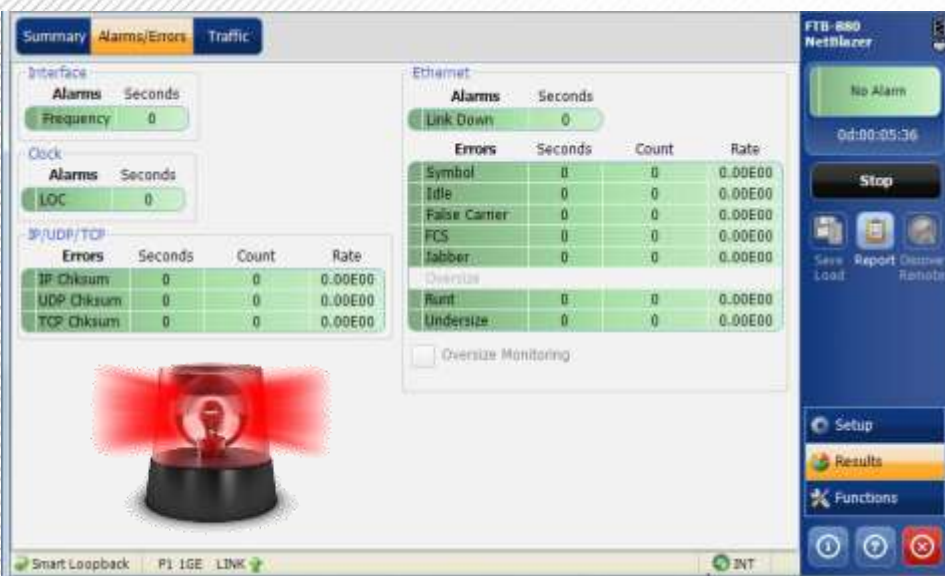 Summary Alarms/Errors Traffic
Interface
Alarms Seconds
Frequency 0
Clock
Alarms Seconds
LOC 0
IP/UDP/TCP
Errors Seconds Count Rate
IP Chksum 0 0 0.00E00
UDP Chksum 0 0 0.00E00
TCP Chksum 0 0 0.00E00
Ethernet
Alarms Seconds
Link Down 0
Errors Seconds Count Rate
Symbol 0 0 0.00E00
Idle 0 0 0.00E00
False Carrier 0 0 0.00E00
FCS 0 0 0.00E00
Jabber 0 0 0.00E00
Oversize
Runt 0 0 0.00E00
Undersize 0 0 0.00E00
Oversize Monitoring
FTB-880
NetBlazer
No Alarm
0d:00:05:36
Stop
Save Load
Report
Discover Remote
Setup
Results
Functions
Smart Loopback P1 1GE LINK INT